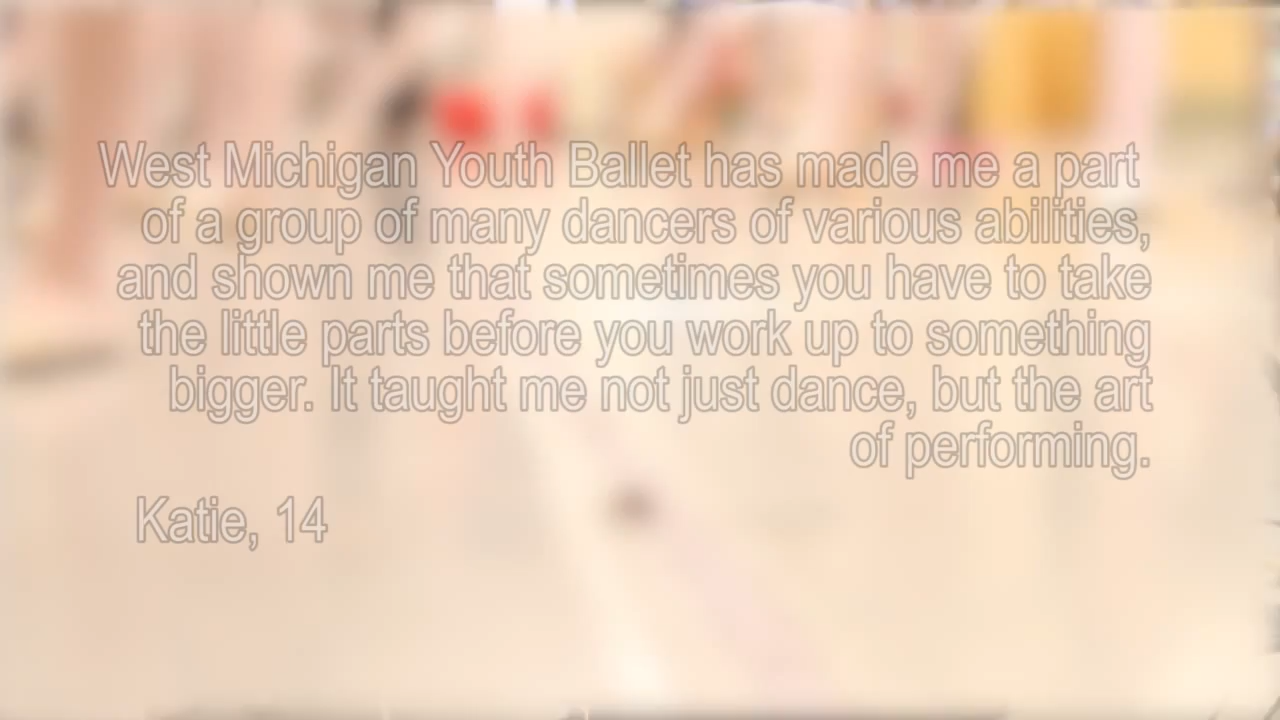 West Michigan Youth Ballet has made me a part
of a group of many dancers of various abilities,
and shown me that sometimes you have to take
the little parts before you work up to something
bigger. It taught me not just dance, but the art
of performing.
Katie, 14